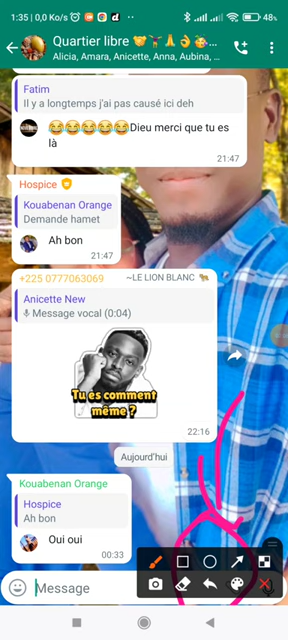 1:35 | 0,0 K/s
48%
Quartier libre
Alicia, Amara, Anicette, Anna, Aubina, ...
Fatim
Il y a longtemps j'ai pas causé ici deh
😂😂😂😂😂Dieu merci que tu es
là
21:47
Hospice
Kouabenan Orange
Demande hamet
Ah bon
21:47
+225 0777063069 ~LE LION BLANC
Anicette New
Message vocal (0:04)
Tu es comment
même ?
22:16
Aujourd'hui
Kouabenan Orange
Hospice
Ah bon
Oui oui
00:33
Message